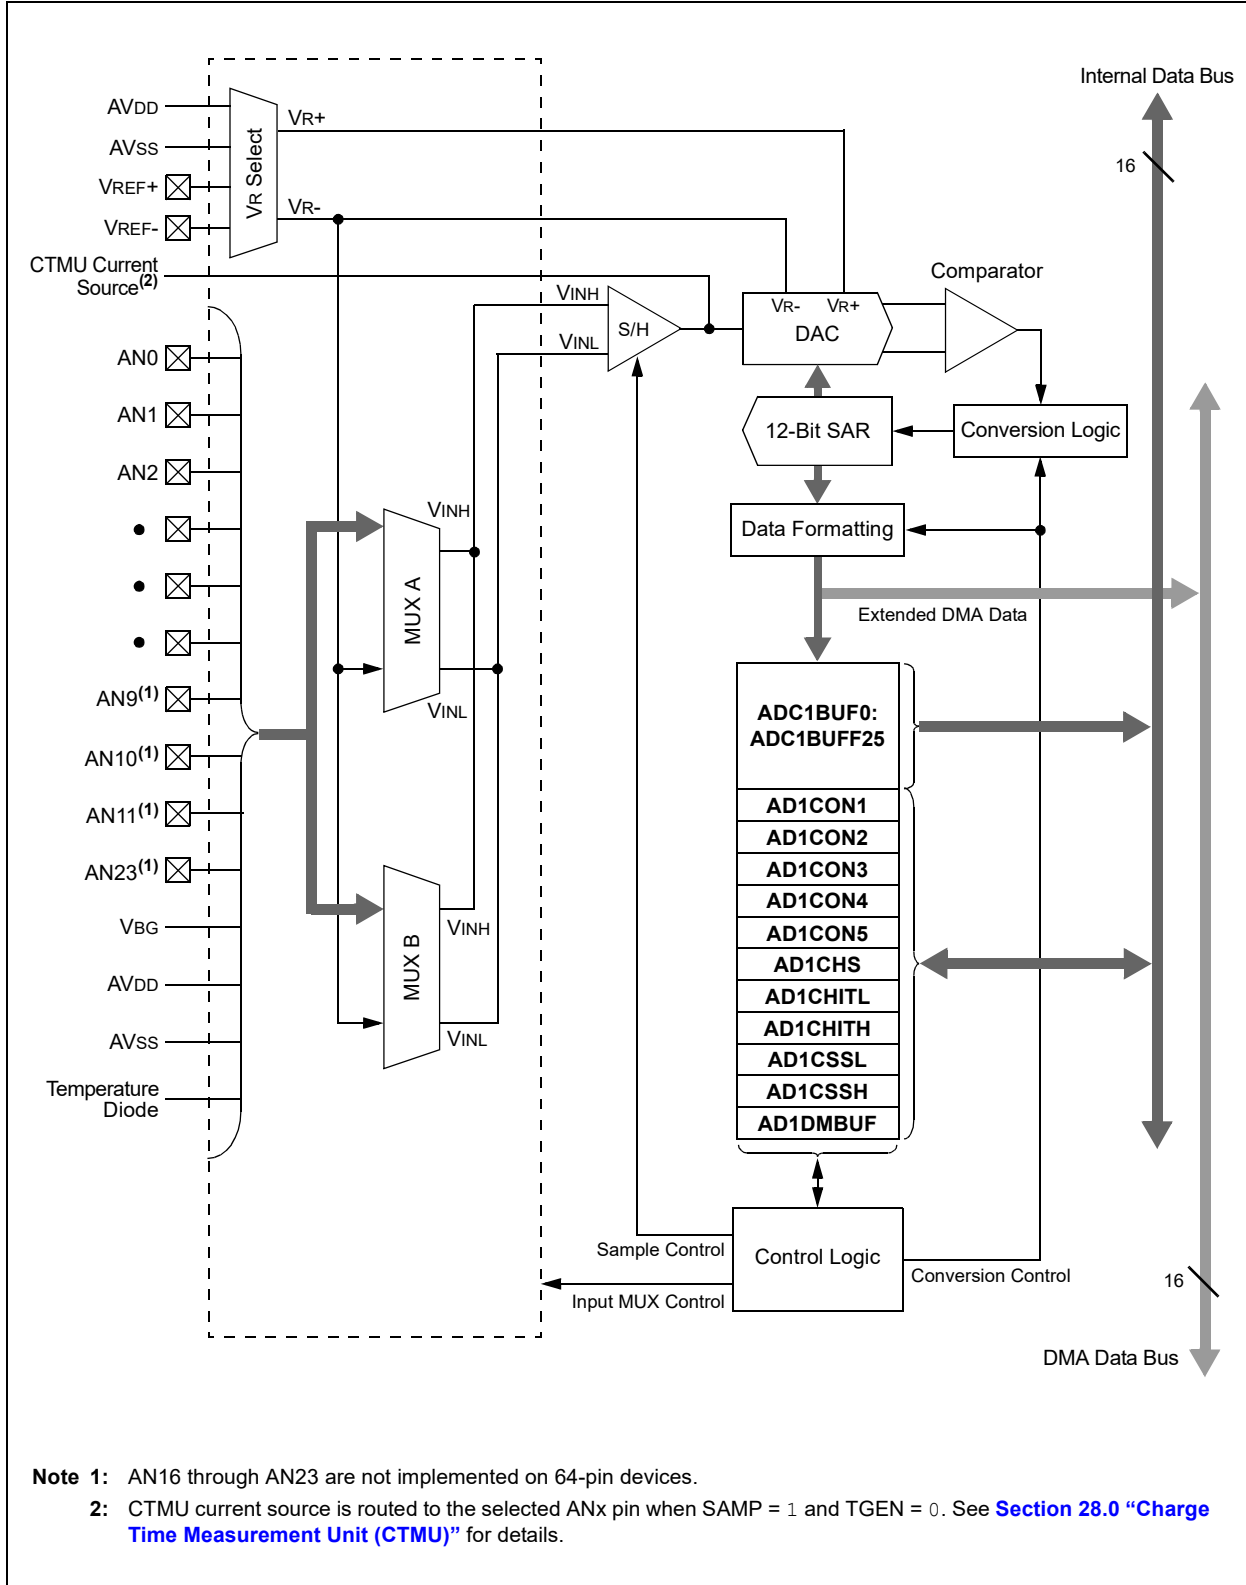 Internal Data Bus
AVDD
AVSS
VREF+
VREF-
VR Select
VR+
VR-
16
CTMU Current
Source(2)
Comparator
VINH
VINL
S/H
VR- VR+
DAC
AN0
AN1
AN2
12-Bit SAR
Conversion Logic
VINH
MUX A
VINL
Data Formatting
Extended DMA Data
AN9(1)
AN10(1)
AN11(1)
AN23(1)
VBG
AVDD
AVSS
Temperature
Diode
MUX B
VINH
VINL
ADC1BUF0:
ADC1BUFF25
AD1CON1
AD1CON2
AD1CON3
AD1CON4
AD1CON5
AD1CHS
AD1CHITL
AD1CHITH
AD1CSSL
AD1CSSH
AD1DMBUF
Sample Control
Control Logic
Conversion Control
Input MUX Control
16
DMA Data Bus
Note 1: AN16 through AN23 are not implemented on 64-pin devices.
2: CTMU current source is routed to the selected ANx pin when SAMP = 1 and TGEN = 0. See Section 28.0 “Charge
Time Measurement Unit (CTMU)” for details.